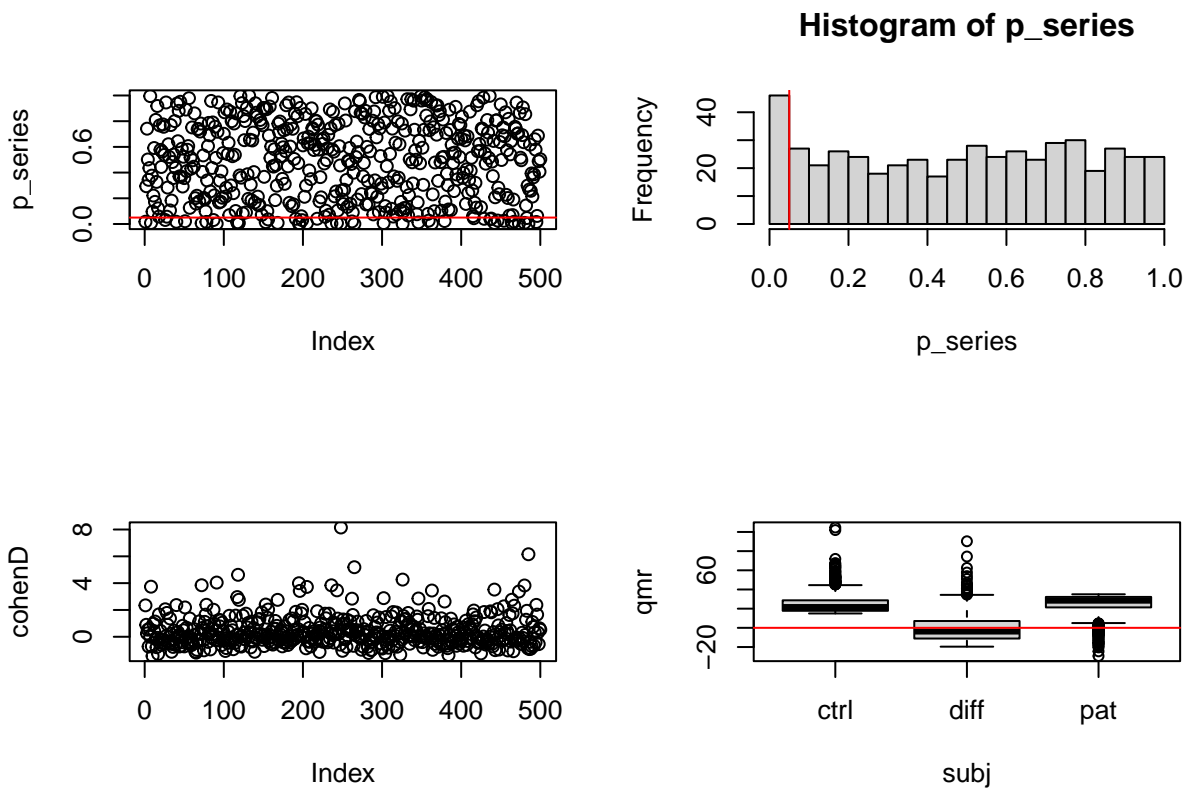 p_series
0.0 0.6
0 100 200 300 400 500
Index
Histogram of p_series
Frequency
0 20 40
0.0 0.2 0.4 0.6 0.8 1.0
p_series
cohenD
0 4 8
0 100 200 300 400 500
Index
qmr
−20 60
ctrl diff pat
subj